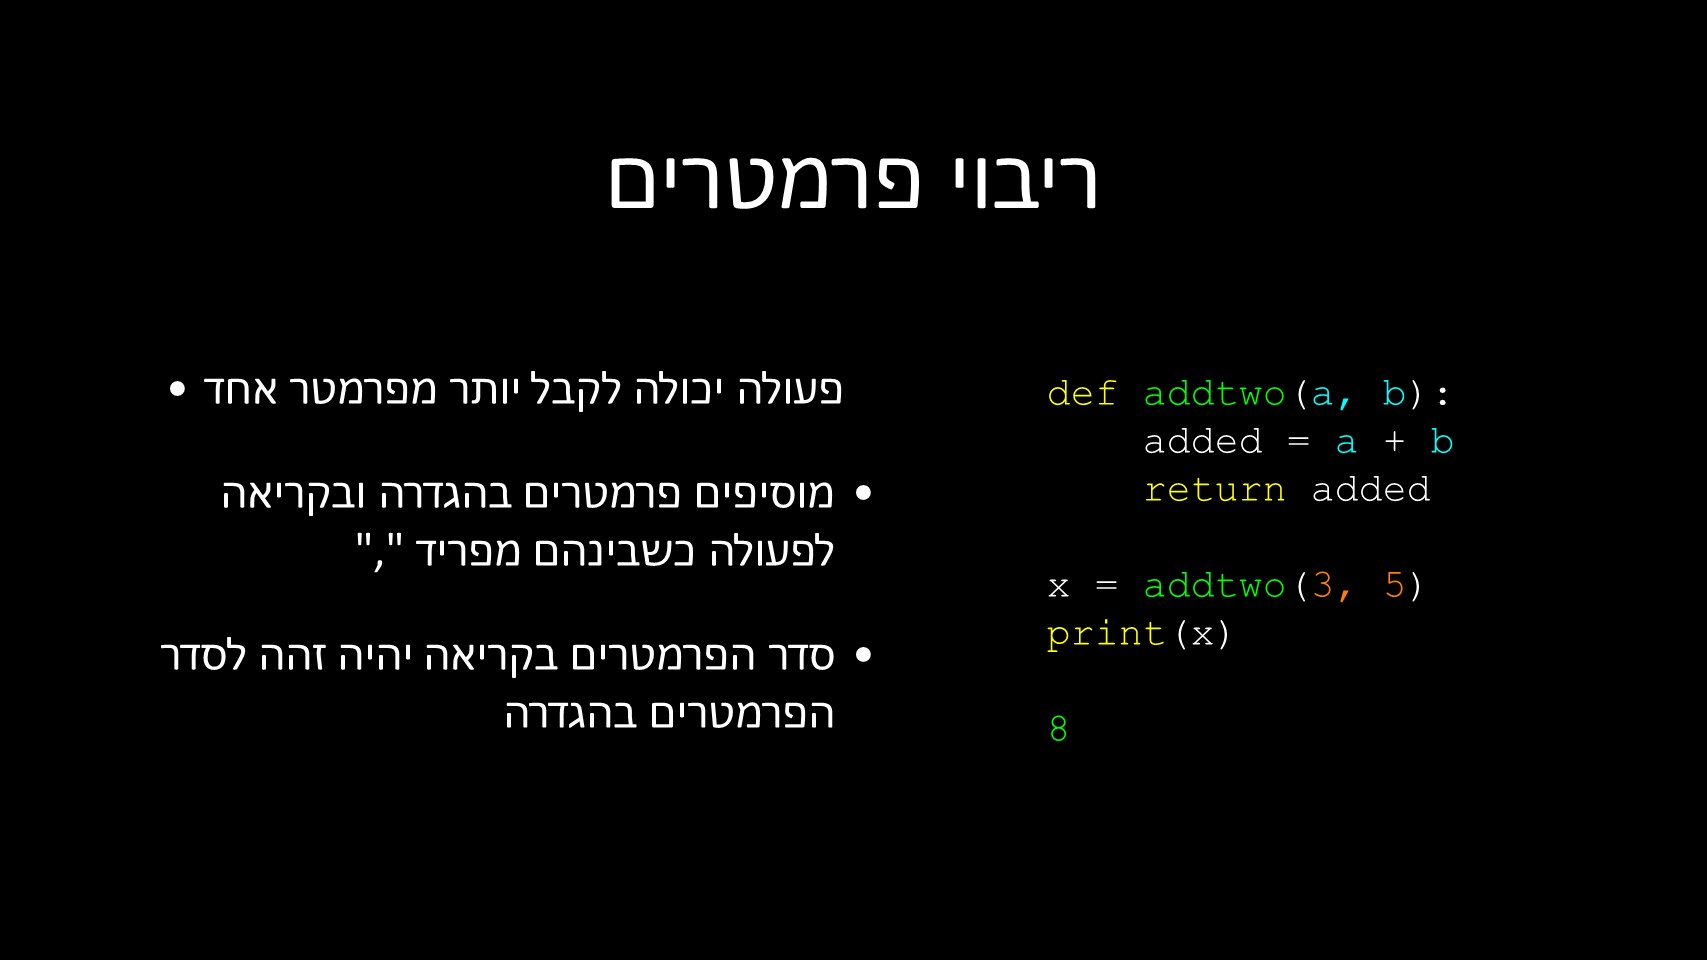 ריבוי פרמטרים
פעולה יכולה לקבל יותר מפרמטר אחד •
• מוסיפים פרמטרים בהגדרה ובקריאה
לפעולה כשבינהם מפריד ","
• סדר הפרמטרים בקריאה יהיה זהה לסדר
הפרמטרים בהגדרה
def addtwo(a, b):
    added = a + b
    return added
x = addtwo(3, 5)
print(x)
8